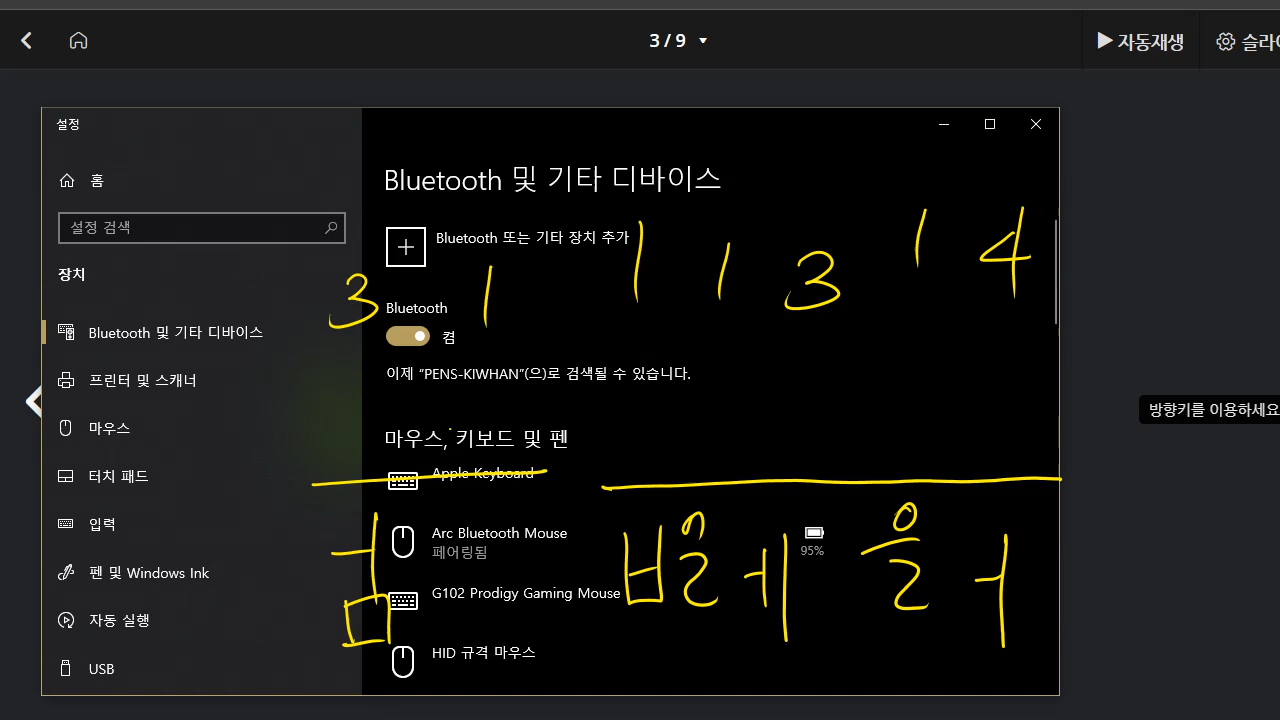 3 / 9
자동재생
슬라이
설정
홈
설정 검색
장치
Bluetooth 및 기타 디바이스
프린터 및 스캐너
마우스
터치 패드
입력
펜 및 Windows Ink
자동 실행
USB
Bluetooth 및 기타 디바이스
Bluetooth 또는 기타 장치 추가
3 1 1 1 3 1 4
Bluetooth
켬
이제 "PENS-KIWHAN"(으)로 검색될 수 있습니다.
마우스, 키보드 및 펜
Apple Keyboard
Arc Bluetooth Mouse
페어링됨
95%
G102 Prodigy Gaming Mouse
HID 규격 마우스
방향키를 이용하세요